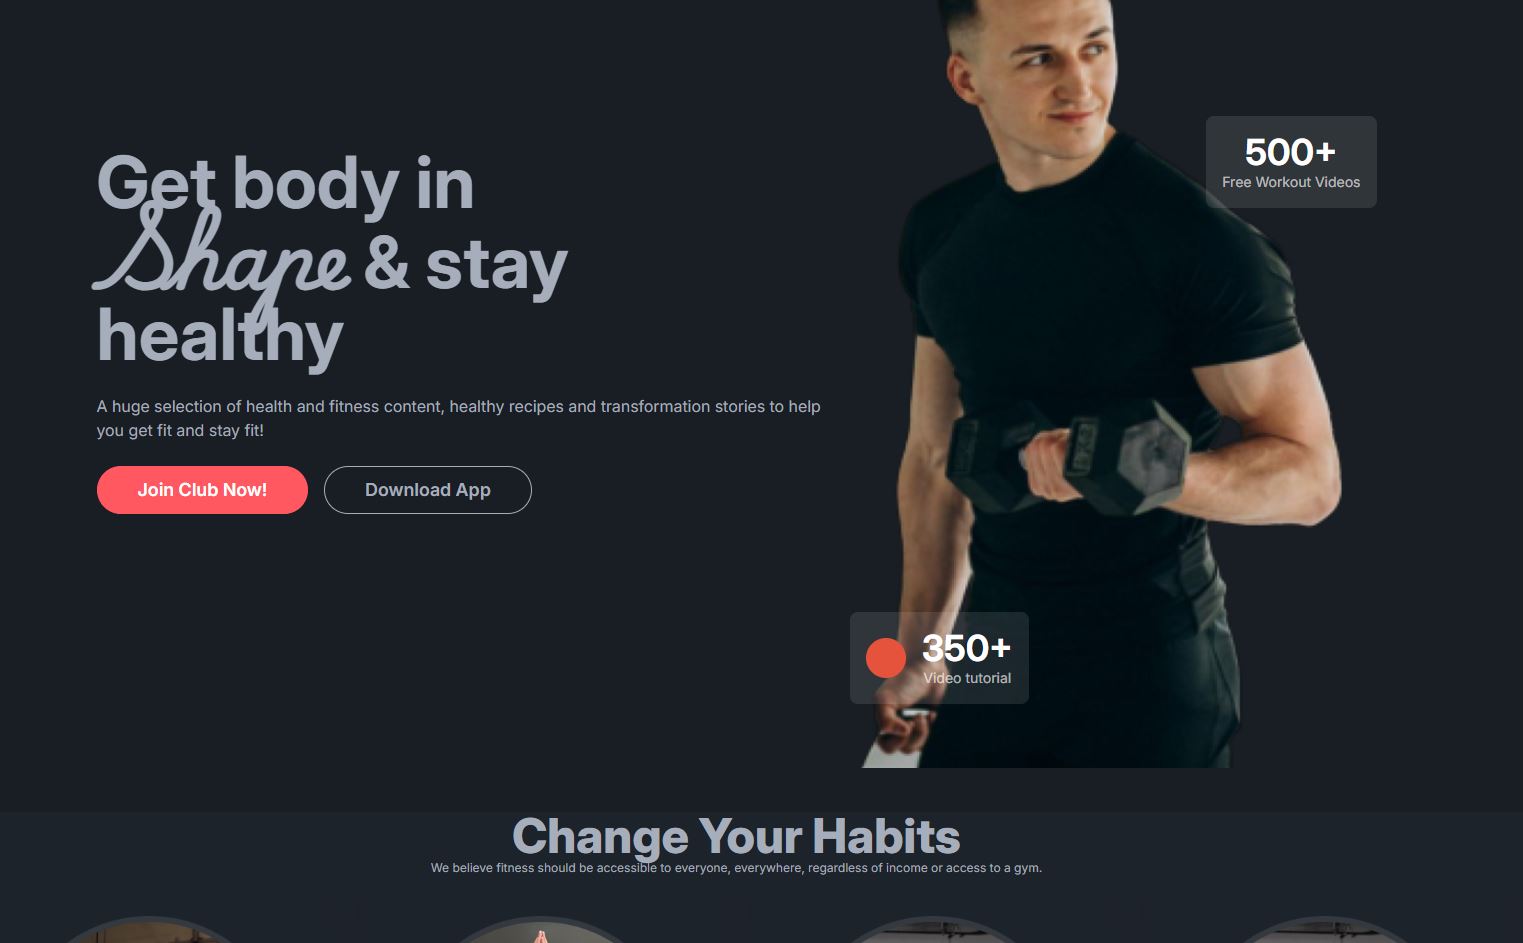 Get body in
Shape & stay
healthy
A huge selection of health and fitness content, healthy recipes and transformation stories to help
you get fit and stay fit!
Join Club Now!
Download App
500+
Free Workout Videos
350+
Video tutorial
Change Your Habits
We believe fitness should be accessible to everyone, everywhere, regardless of income or access to a gym.